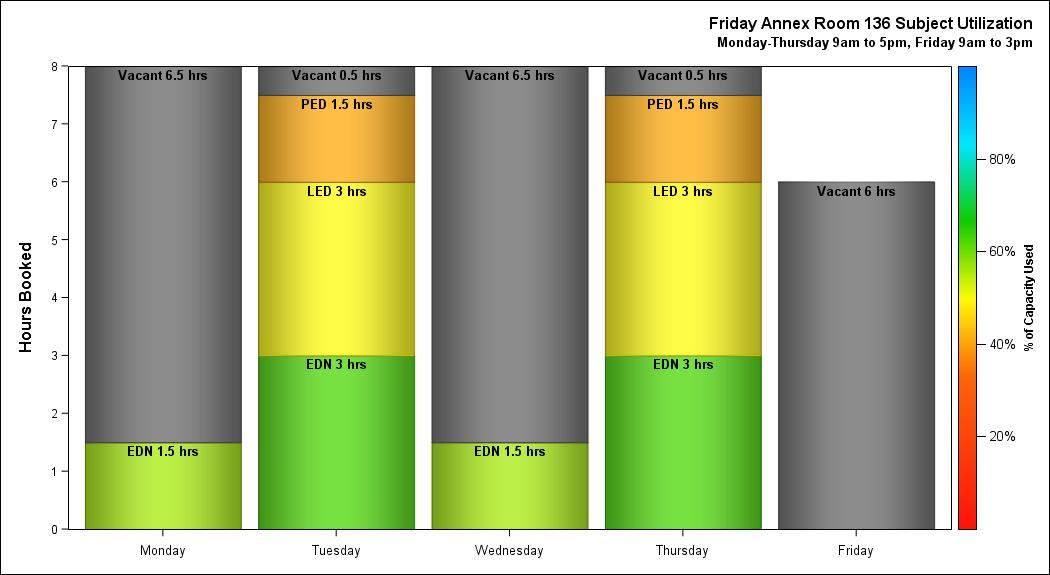 Friday Annex Room 136 Subject Utilization
Monday-Thursday 9am to 5pm, Friday 9am to 3pm
Hours Booked
8
7
6
5
4
3
2
1
0
Vacant 6.5 hrs
EDN 1.5 hrs
Vacant 0.5 hrs
PED 1.5 hrs
LED 3 hrs
EDN 3 hrs
Vacant 6.5 hrs
EDN 1.5 hrs
Vacant 0.5 hrs
PED 1.5 hrs
LED 3 hrs
EDN 3 hrs
Vacant 6 hrs
Monday
Tuesday
Wednesday
Thursday
Friday
80%
60%
40%
20%
% of Capacity Used